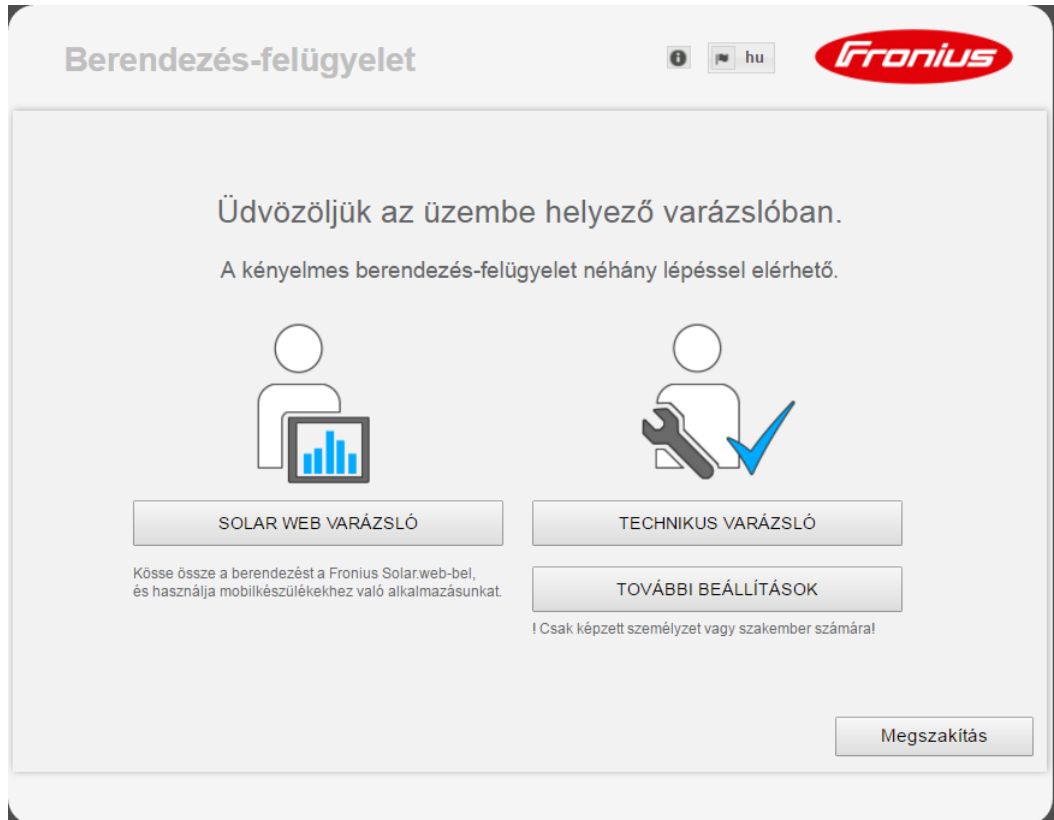 Berendezés-felügyelet
hu
Fronius
Üdvözöljük az üzembe helyező varázslóban.
A kényelmes berendezés-felügyelet néhány lépéssel elérhető.
SOLAR WEB VARÁZSLÓ
TECHNIKUS VARÁZSLÓ
Kösse össze a berendezést a Fronius Solar.web-bel,
és használja mobilkészülékekhez való alkalmazásunkat.
TOVÁBBI BEÁLLÍTÁSOK
! Csak képzett személyzet vagy szakember számára!
Megszakítás